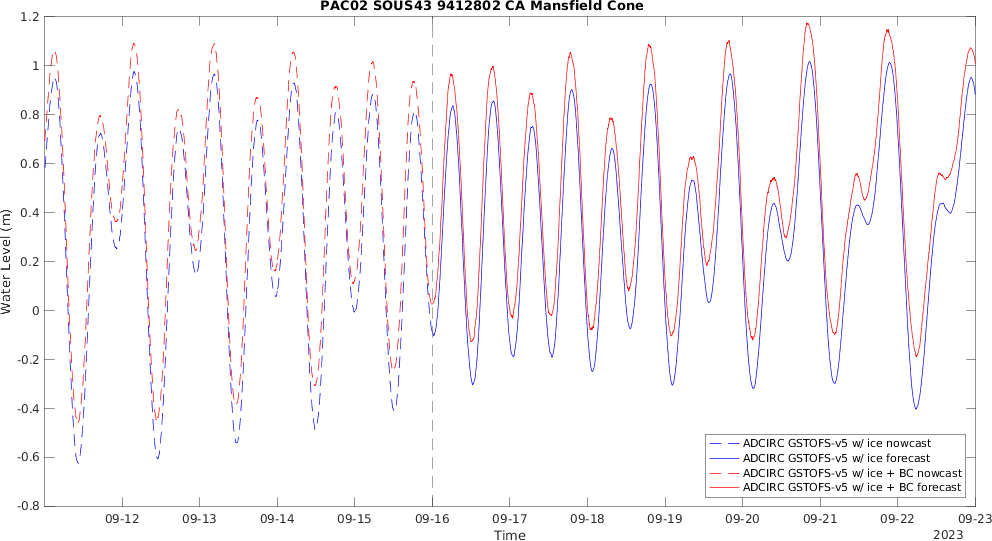 PAC02 SOUS43 9412802 CA Mansfield Cone
1.2
1
0.8
0.6
0.4
0.2
0
-0.2
-0.4
-0.6
-0.8
Water Level (m)
ADCIRC GSTOFS-v5 w/ ice nowcast
ADCIRC GSTOFS-v5 w/ ice forecast
ADCIRC GSTOFS-v5 w/ ice + BC nowcast
ADCIRC GSTOFS-v5 w/ ice + BC forecast
09-12 09-13 09-14 09-15 09-16 09-17 09-18 09-19 09-20 09-21 09-22 09-23
Time
2023